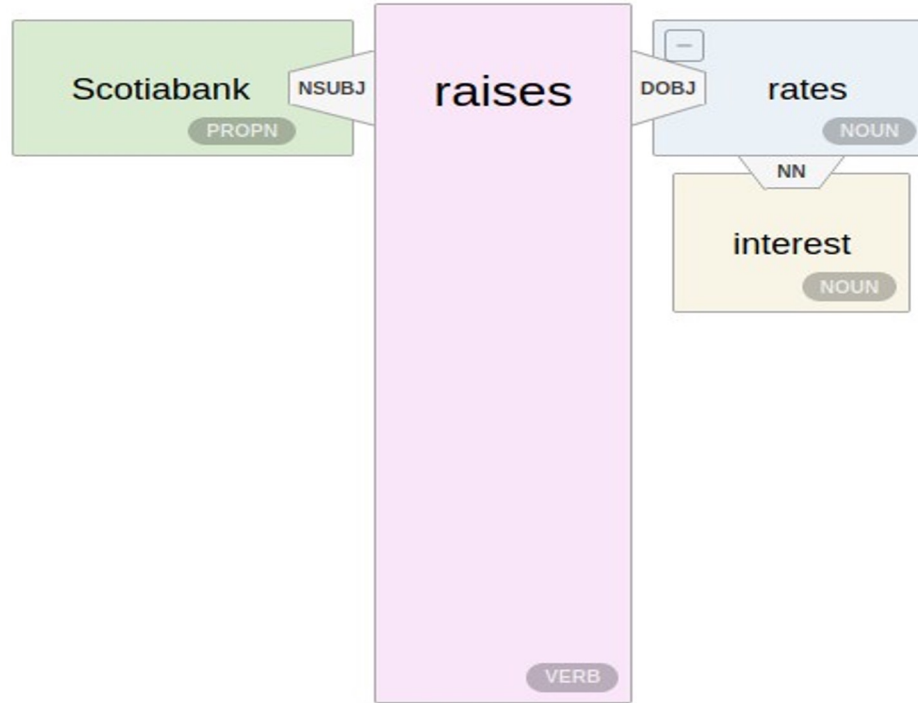 Scotiabank
PROPN
NSUBJ
raises
VERB
DOBJ
rates
NOUN
NN
interest
NOUN